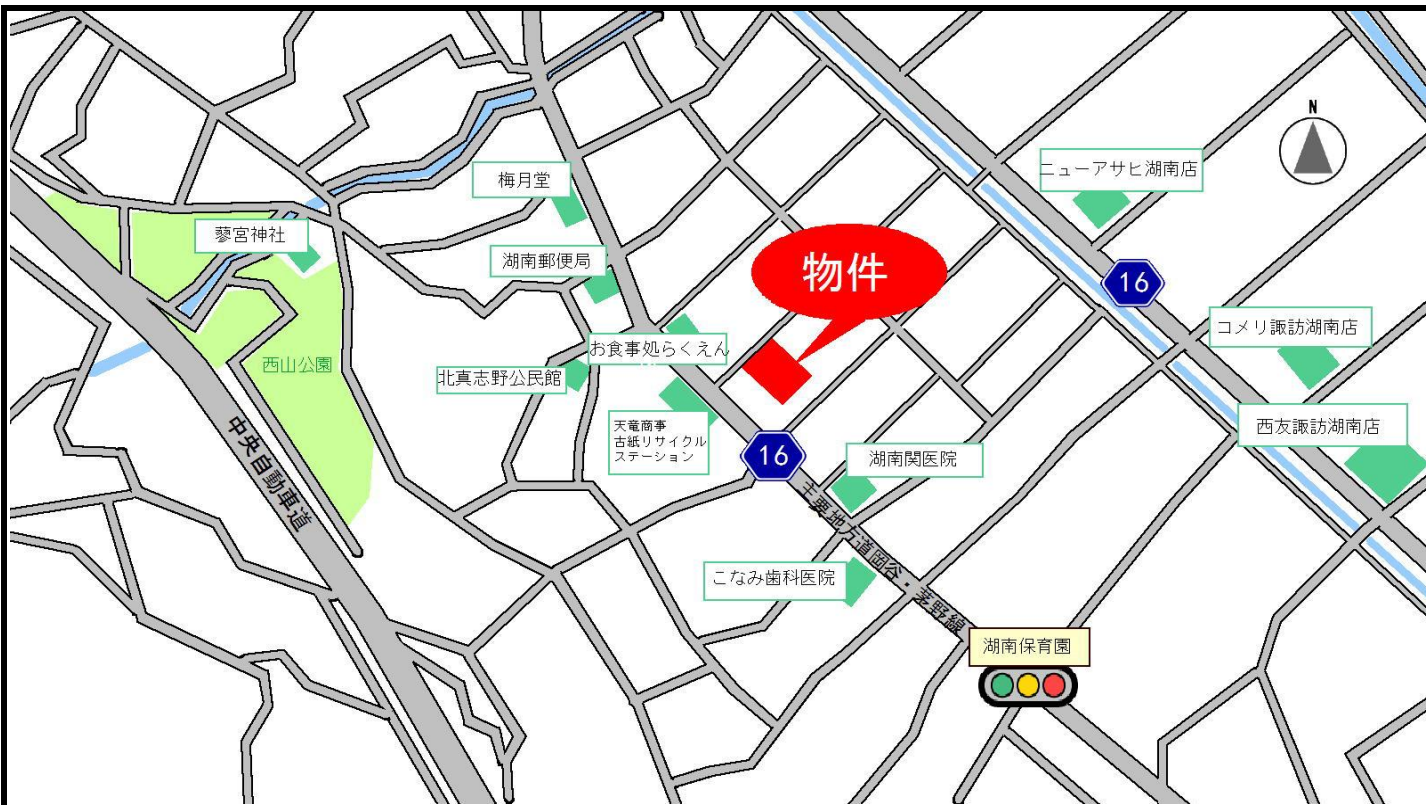 N
ニューアサヒ湖南店
梅月堂
蓼宮神社
湖南郵便局
物件
16
コメリ諏訪湖南店
お食事処らくえん
西山公園
北真志野公民館
西友諏訪湖南店
天竜商事
古紙リサイクル
ステーション
16
湖南関医院
中央自動車道
主要地方道岡谷・茅野線
こなみ歯科医院
湖南保育園